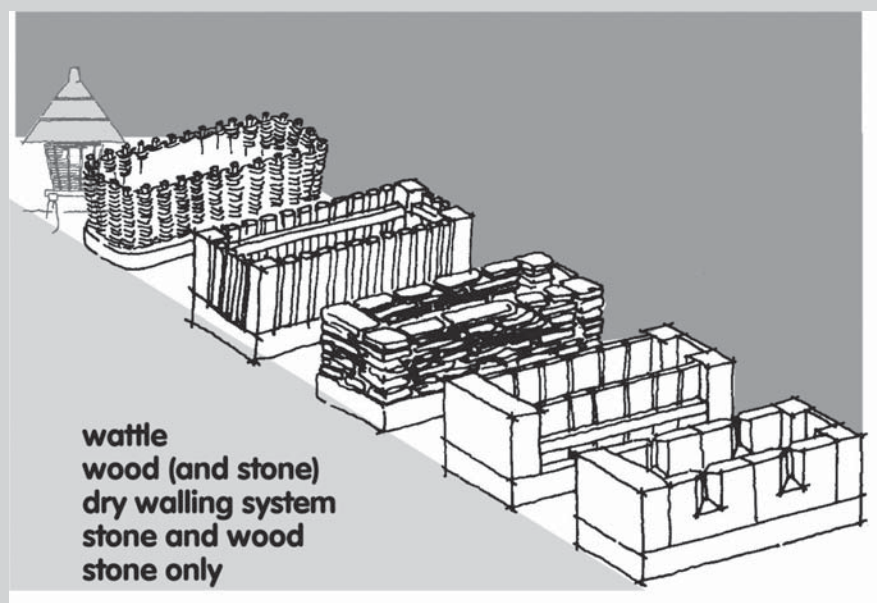 wattle
wood (and stone)
dry walling system
stone and wood
stone only